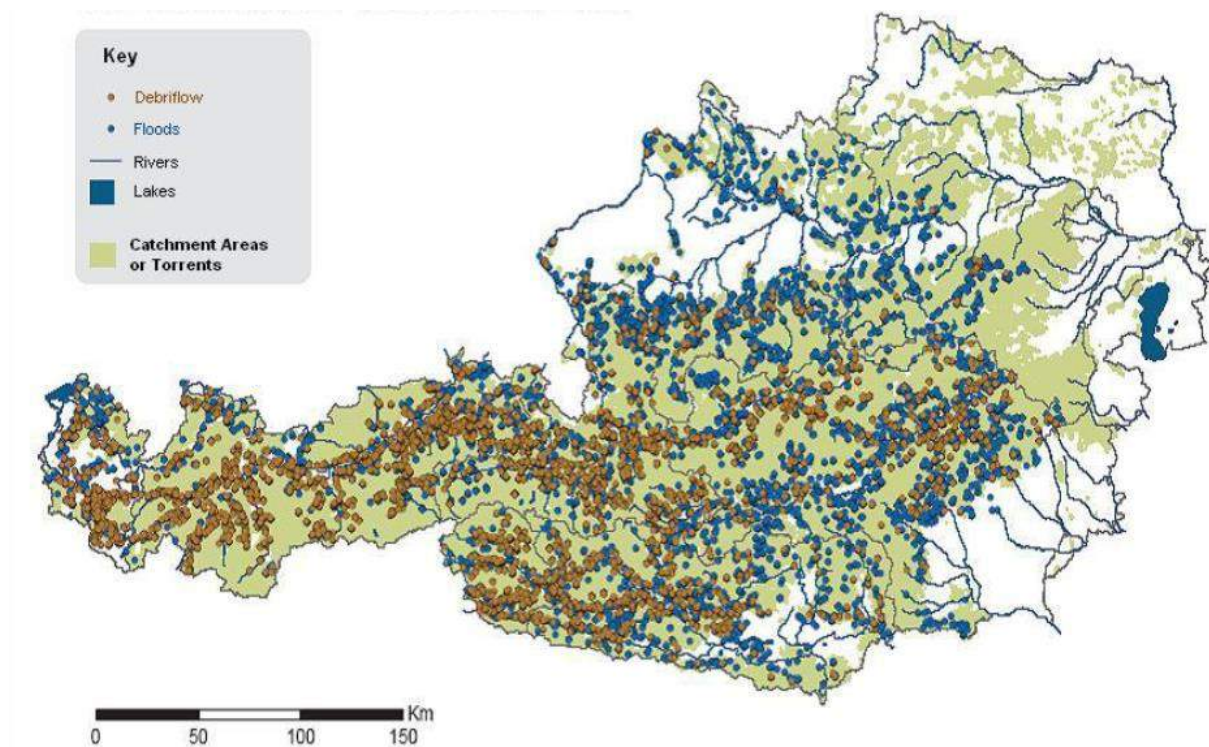 Key
Debriflow
Floods
Rivers
Lakes
Catchment Areas
or Torrents
Km
0 50 100 150